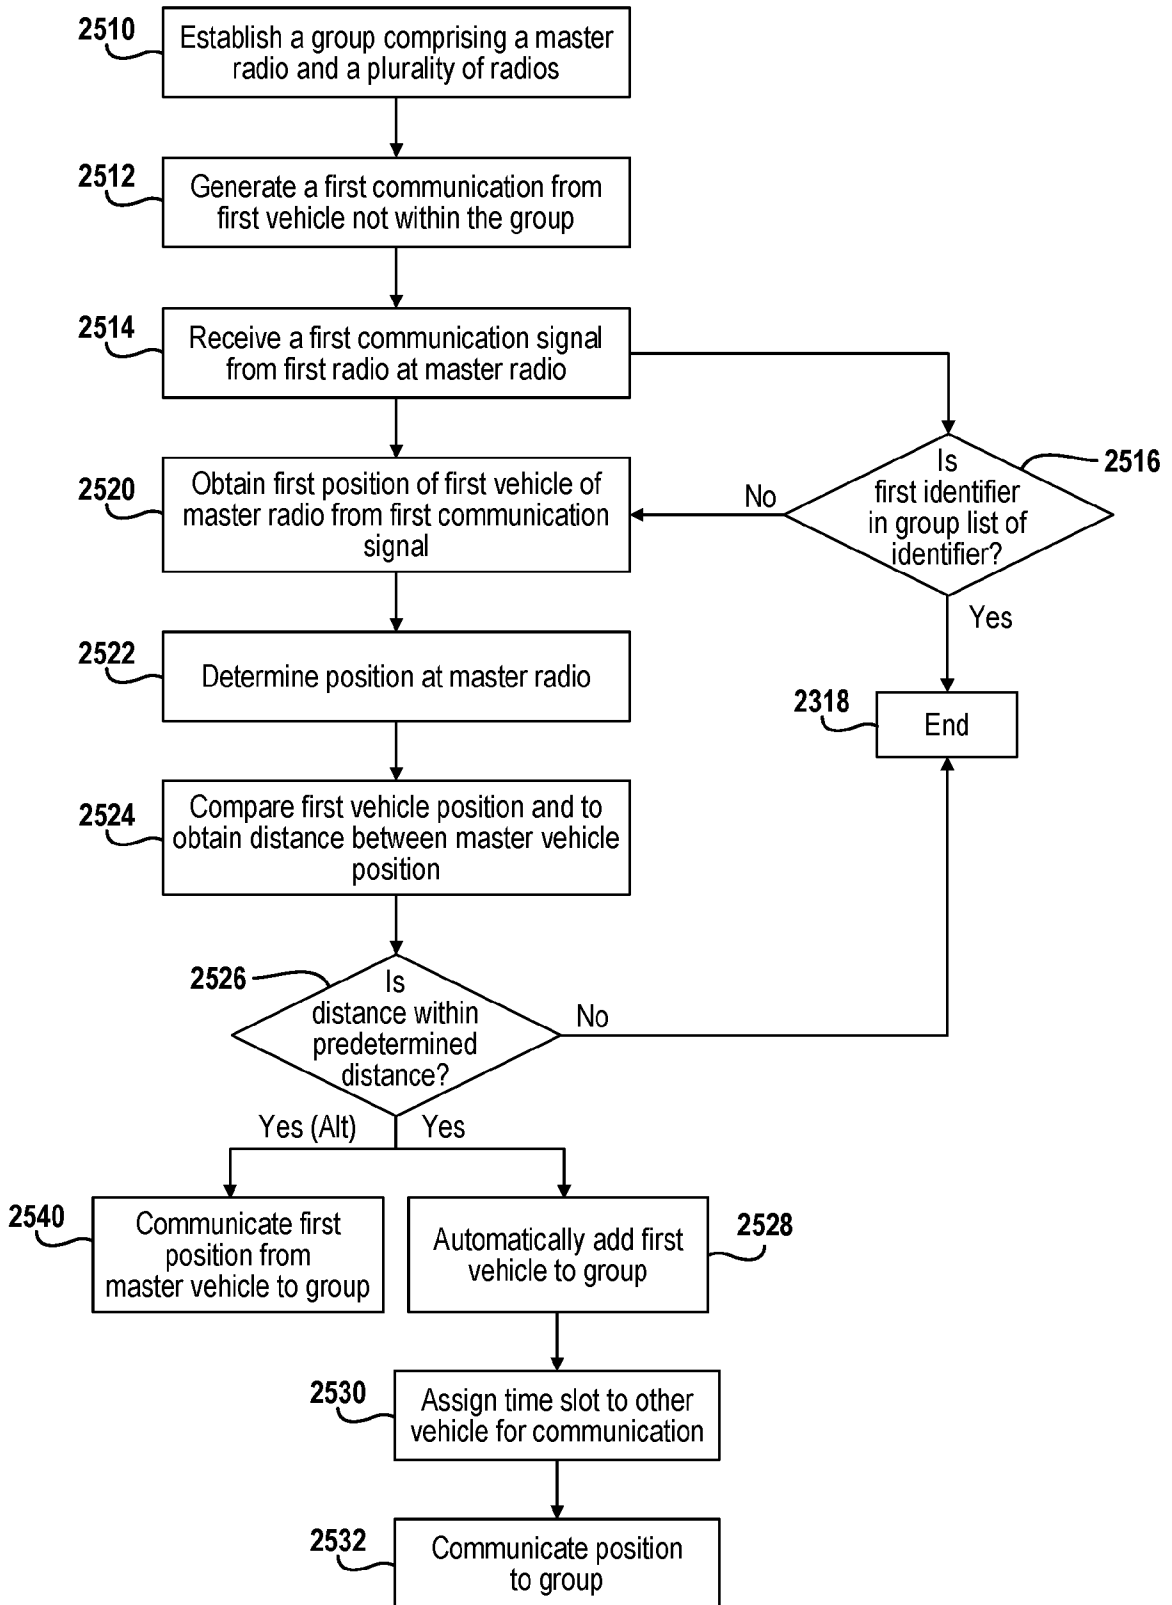 2510
Establish a group comprising a master
radio and a plurality of radios
2512
Generate a first communication from
first vehicle not within the group
2514
Receive a first communication signal
from first radio at master radio
2516
Is
first identifier
in group list of
identifier?
No
Yes
2520
Obtain first position of first vehicle of
master radio from first communication
signal
2522
Determine position at master radio
2318
End
2524
Compare first vehicle position and to
obtain distance between master vehicle
position
2526
Is
distance within
predetermined
distance?
No
Yes (Alt)
Yes
2540
Communicate first
position from
master vehicle to group
2528
Automatically add first
vehicle to group
2530
Assign time slot to other
vehicle for communication
2532
Communicate position
to group